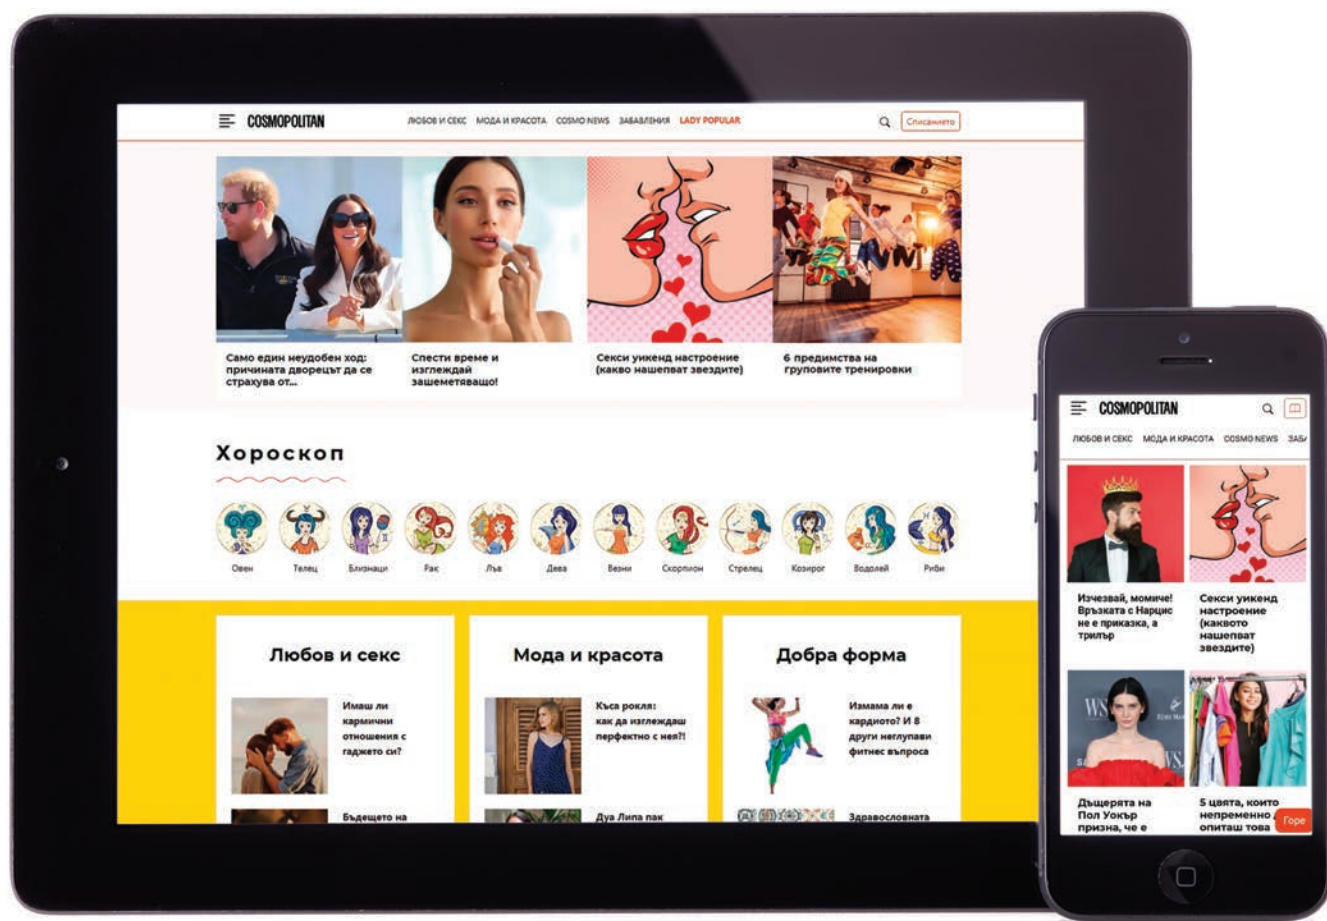 COSMOPOLITAN
ЛЮБОВ И СЕКС МОДА И КРАСОТА COSMO NEWS ЗАБАВЛЕНИЯ LADY POPULAR
Списанието
Само един неудобен ход:
причината дворецът да се
страхува от...
Спести време и
изглеждай
зашеметяващо!
Секси уикенд настроение
(какво нашепват звездите)
6 предимства на
груповите тренировки
Хороскоп
Овен Телец Близнаци Рак Лъв Дева Везни Скорпион Стрелец Козирог Водолей Риби
Любов и секс
Имаш ли
кармични
отношения с
гаджето си?
Бъдещето на
Мода и красота
Къса рокля:
как да изглеждаш
перфектно с нея?!
Дуа Липа пак
Добра форма
Измама ли е
кардиото? И 8
други неглупави
фитнес въпроса
Здравословната
COSMOPOLITAN
ЛЮБОВ И СЕКС МОДА И КРАСОТА COSMO NEWS ЗАБА
Изчезвай, момиче!
Връзката с Нарцис
не е приказка, а
трилър
Секси уикенд
настроение
(каквото
нашепват
звездите)
WS
WS
Дъщерята на
Пол Уокър
призна, че е
5 цвята, които
непременно
опиташ това
Горе